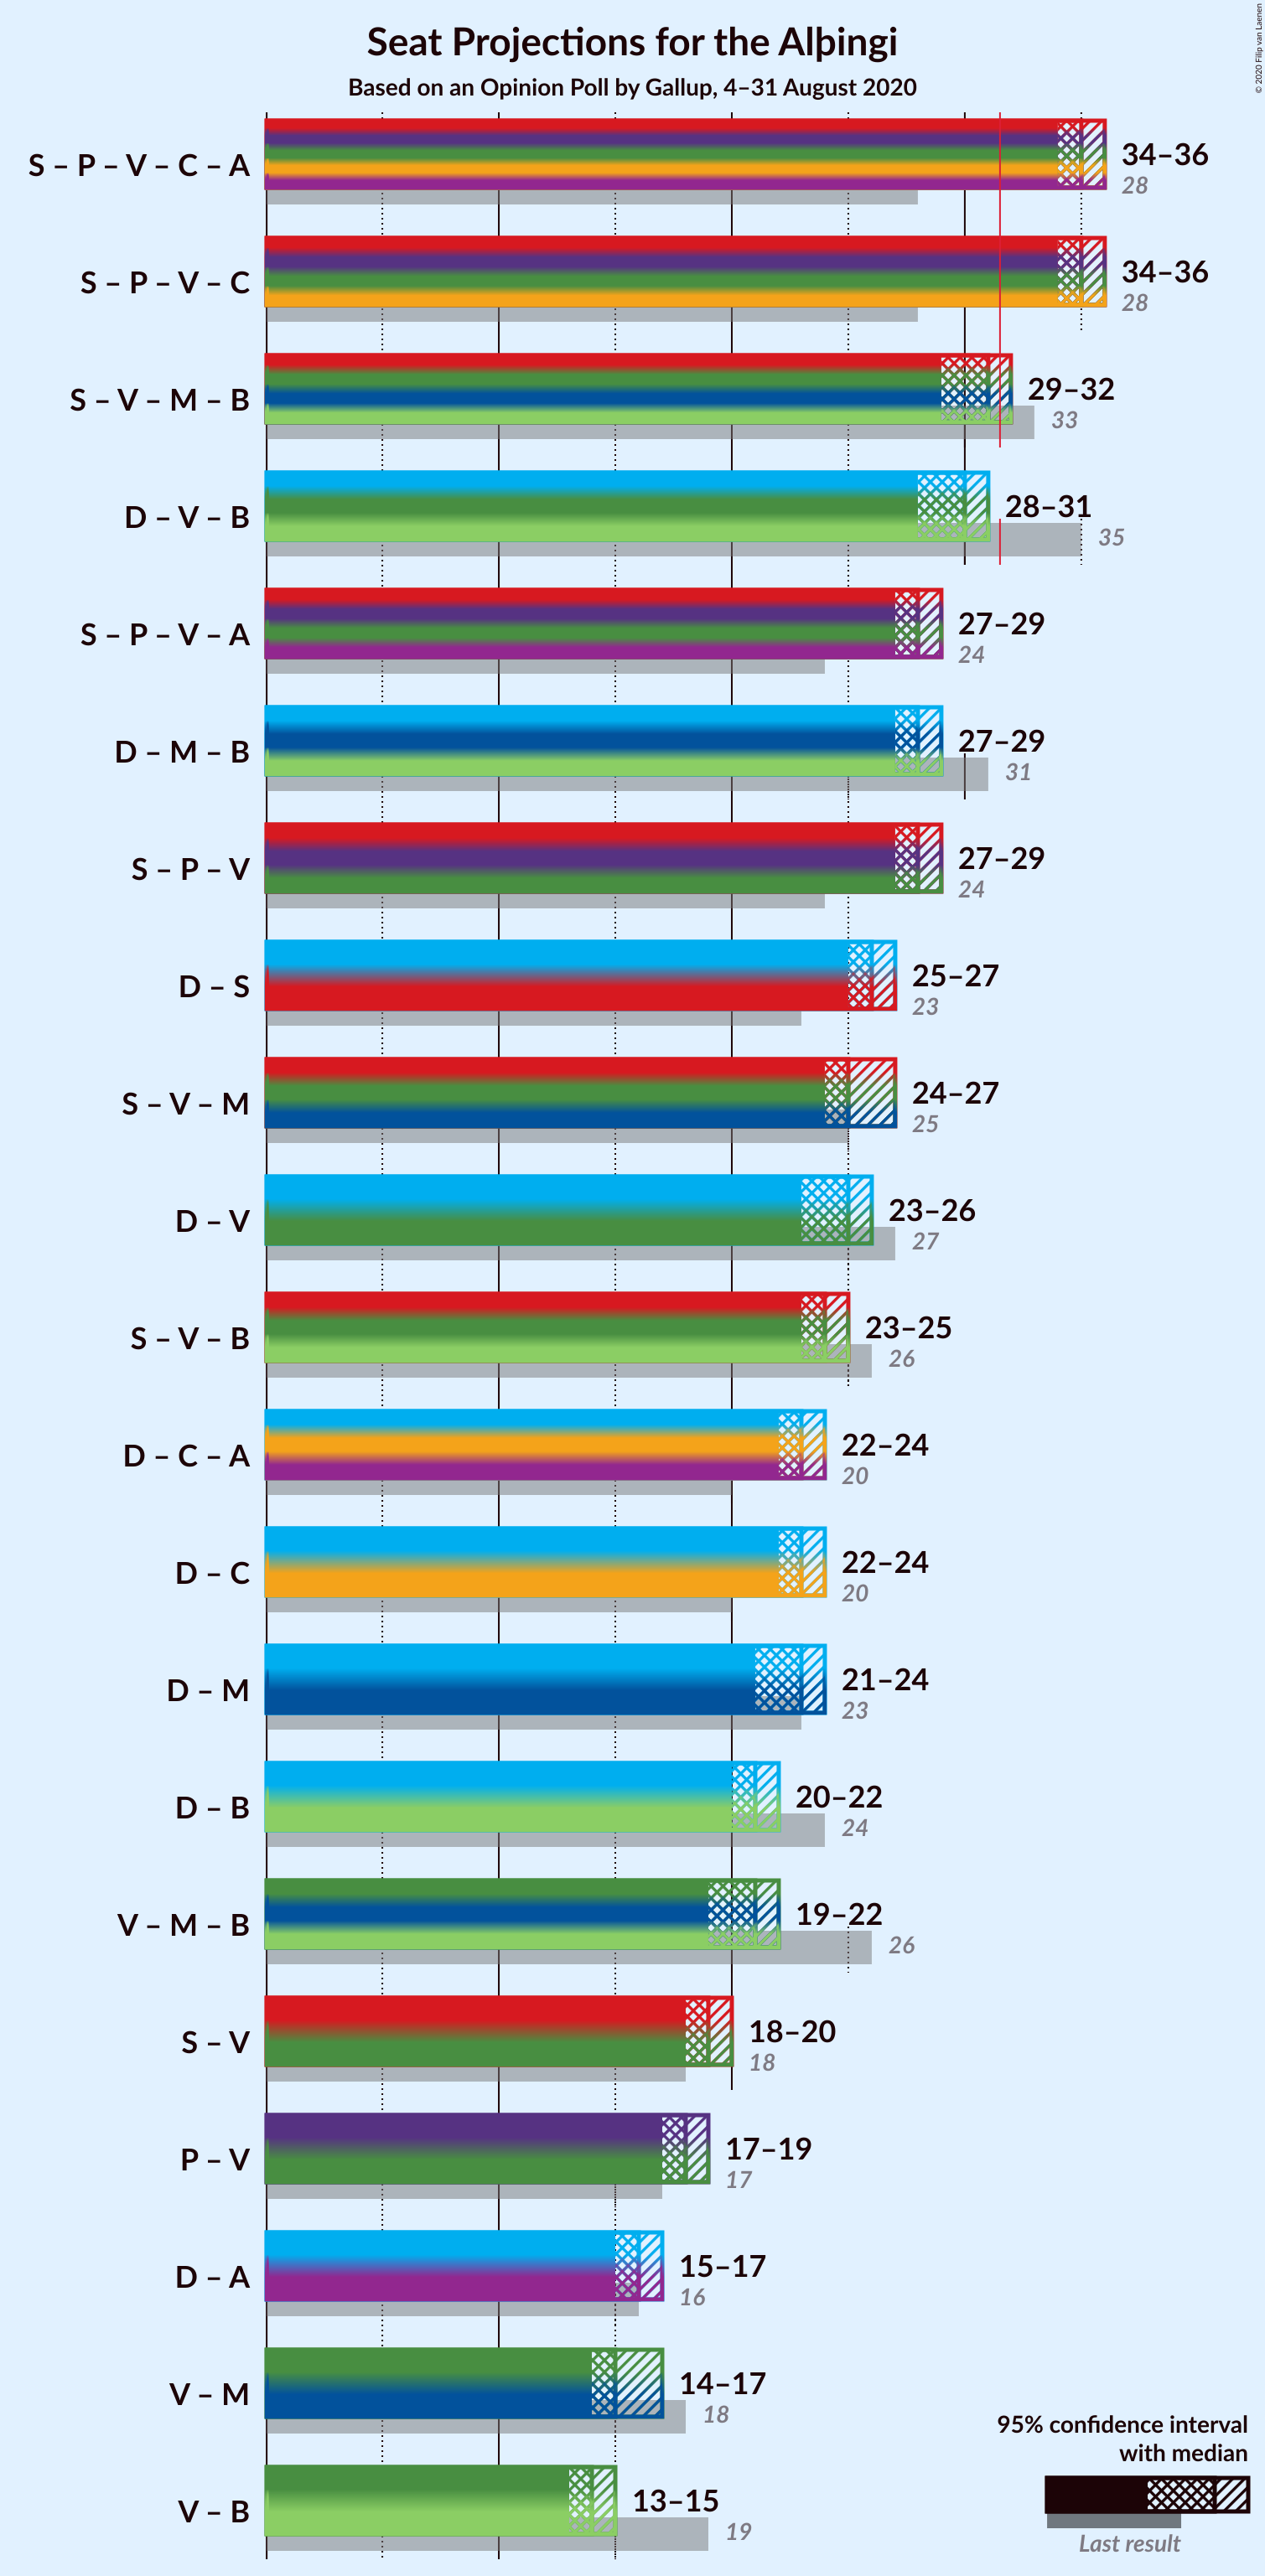 Seat Projections for the Alþingi
Based on an Opinion Poll by Gallup, 4–31 August 2020
© 2020 Filip van Laenen
S – P – V – C – A
34–36
28
S – P – V – C
34–36
28
S – V – M – B
29–32
33
D – V – B
28–31
35
S – P – V – A
27–29
24
D – M – B
27–29
31
S – P – V
27–29
24
D – S
25–27
23
S – V – M
24–27
25
D – V
23–26
27
S – V – B
23–25
26
D – C – A
22–24
20
D – C
22–24
20
D – M
21–24
23
D – B
20–22
24
V – M – B
19–22
26
S – V
18–20
18
P – V
17–19
17
D – A
15–17
16
V – M
14–17
18
V – B
13–15
19
95% confidence interval
with median
Last result